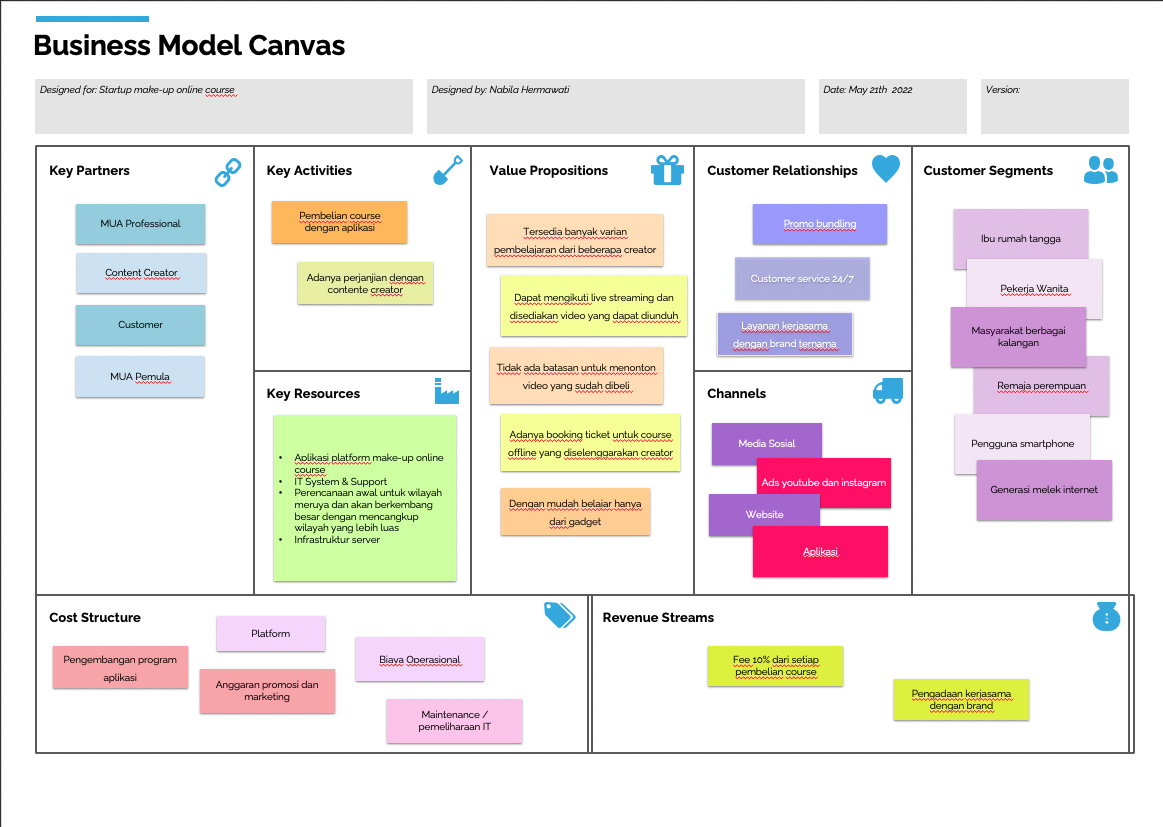 Business Model Canvas
Designed for: Startup make-up online course
Designed by: Nabila Hermawati
Date: May 21th 2022
Version:
Key Partners
MUA Professional
Content Creator
Customer
MUA Pemula
Key Activities
Pembelian course
dengan aplikasi
Adanya perjanjian dengan
contente creator
Key Resources
• Aplikasi platform make-up online
course
• IT System & Support
• Perencanaan awal untuk wilayah
meruya dan akan berkembang
besar dengan mencangkup
wilayah yang lebih luas
• Infrastruktur server
Value Propositions
Tersedia banyak varian
pembelajaran dari beberapa creator
Dapat mengikuti live streaming dan
disediakan video yang dapat diunduh
Tidak ada batasan untuk menonton
video yang sudah dibeli
Adanya booking ticket untuk course
offline yang diselenggarakan creator
Dengan mudah belajar hanya
dari gadget
Customer Relationships
Promo bundling
Customer service 24/7
Layanan kerjasama
dengan brand ternama
Channels
Media Sosial
Ads youtube dan instagram
Website
Aplikasi
Customer Segments
Ibu rumah tangga
Pekerja Wanita
Masyarakat berbagai
kalangan
Remaja perempuan
Pengguna smartphone
Generasi melek internet
Cost Structure
Platform
Pengembangan program
aplikasi
Biaya Operasional
Anggaran promosi dan
marketing
Maintenance /
pemeliharaan IT
Revenue Streams
Fee 10% dari setiap
pembelian course
Pengadaan kerjasama
dengan brand